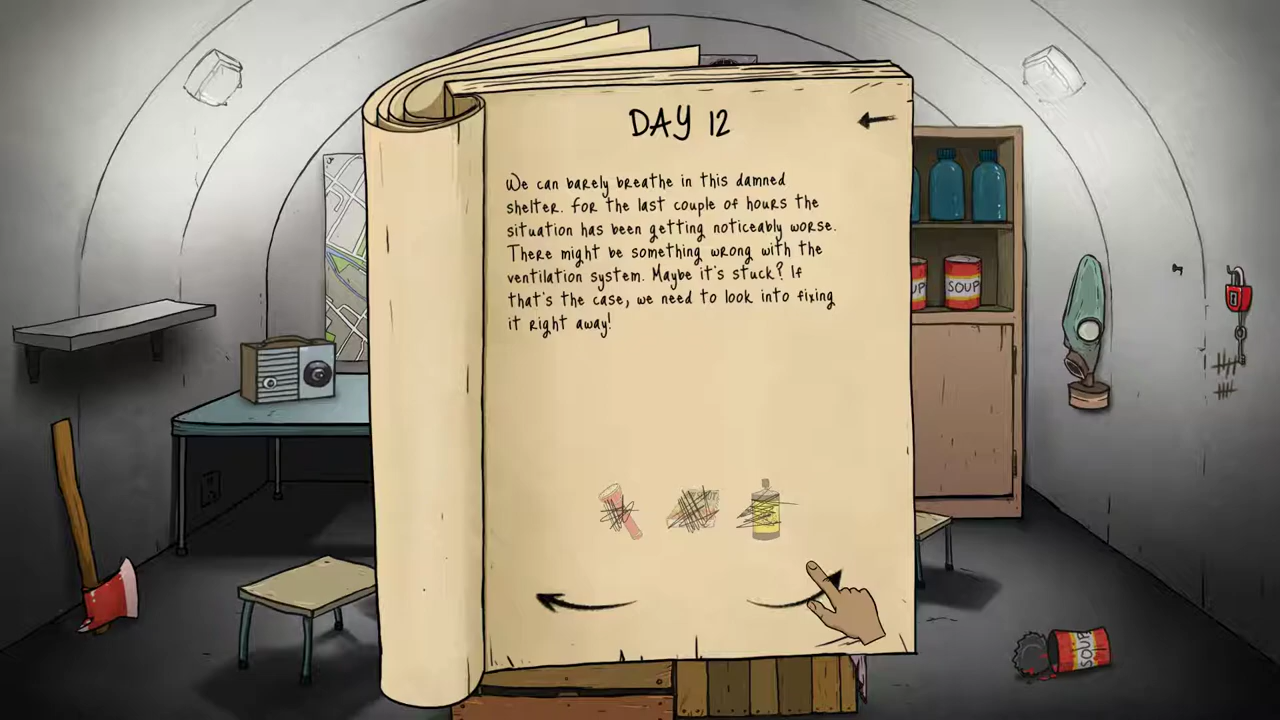 DAY 12
We can barely breathe in this damned
shelter. For the last couple of hours the
situation has been getting noticeably worse.
There might be something wrong with the
ventilation system. Maybe it's stuck? If
that's the case, we need to look into fixing
it right away!
UP
SOUP
SOUP